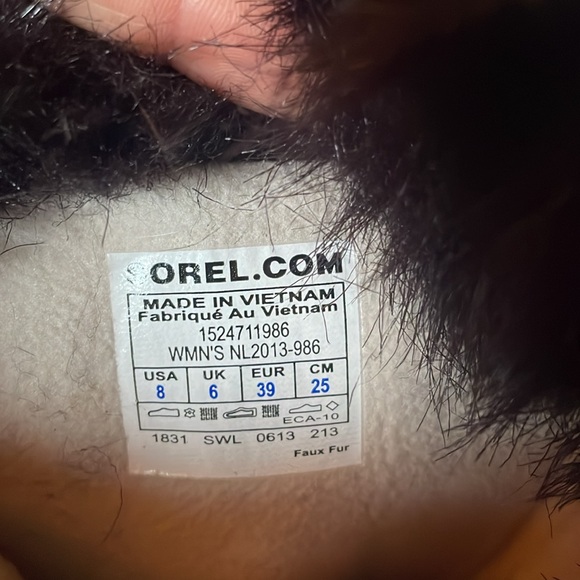 SOREL.COM
MADE IN VIETNAM
Fabriqué Au Vietnam
1524711986
WMN'S NL2013-986
USA UK EUR CM
8 6 39 25
ECA-10
1831 SWL 0613 213
Faux Fur